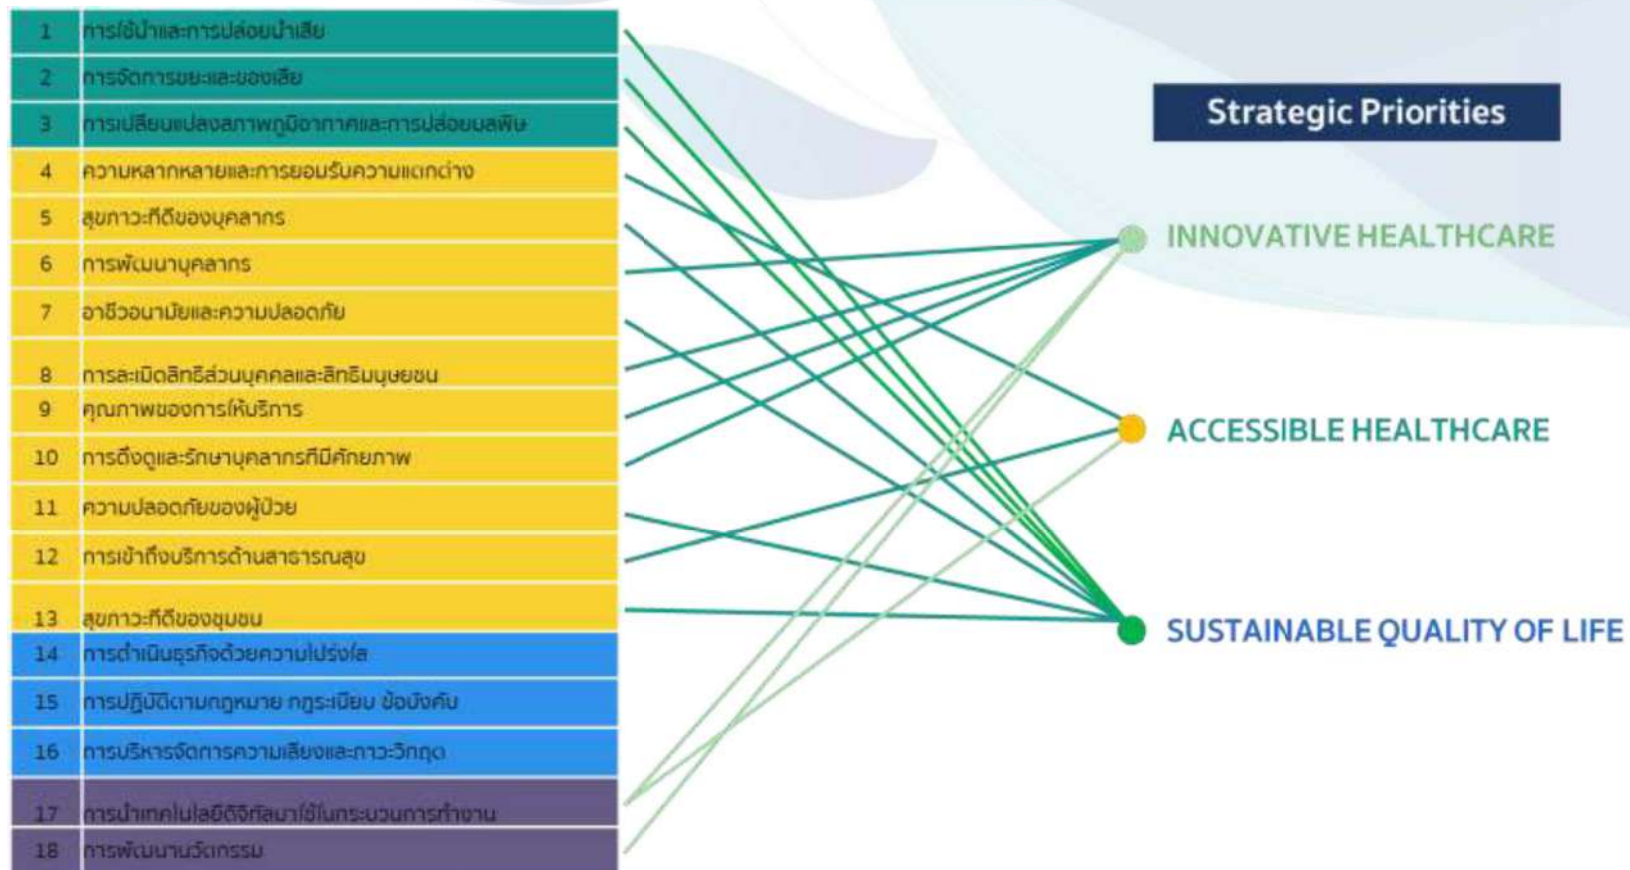 1 การใช้น้ำและการปล่อยน้ำเสีย
2 การจัดการขยะและของเสีย
3 การเปลี่ยนแปลงสภาพภูมิอากาศและการปล่อยมลพิษ
4 ความหลากหลายและการยอมรับความแตกต่าง
5 สุขภาวะที่ดีของบุคลากร
6 การพัฒนาบุคลากร
7 อาชีวอนามัยและความปลอดภัย
8 การละเมิดสิทธิส่วนบุคคลและสิทธิมนุษยชน
9 คุณภาพของการให้บริการ
10 การดึงดูและรักษาบุคลากรที่มีศักยภาพ
11 ความปลอดภัยของผู้ป่วย
12 การเข้าถึงบริการด้านสาธารณสุข
13 สุขภาวะที่ดีของชุมชน
14 การดำเนินธุรกิจด้วยความโปร่งใส
15 การปฏิบัติตามกฎหมาย กฎระเบียบ ข้อบังคับ
16 การบริหารจัดการความเสี่ยงและภาวะวิกฤต
17 การนำเทคโนโลยีดิจิทัลมาใช้ในกระบวนการทำงาน
18 การพัฒนานวัตกรรม
Strategic Priorities
INNOVATIVE HEALTHCARE
ACCESSIBLE HEALTHCARE
SUSTAINABLE QUALITY OF LIFE